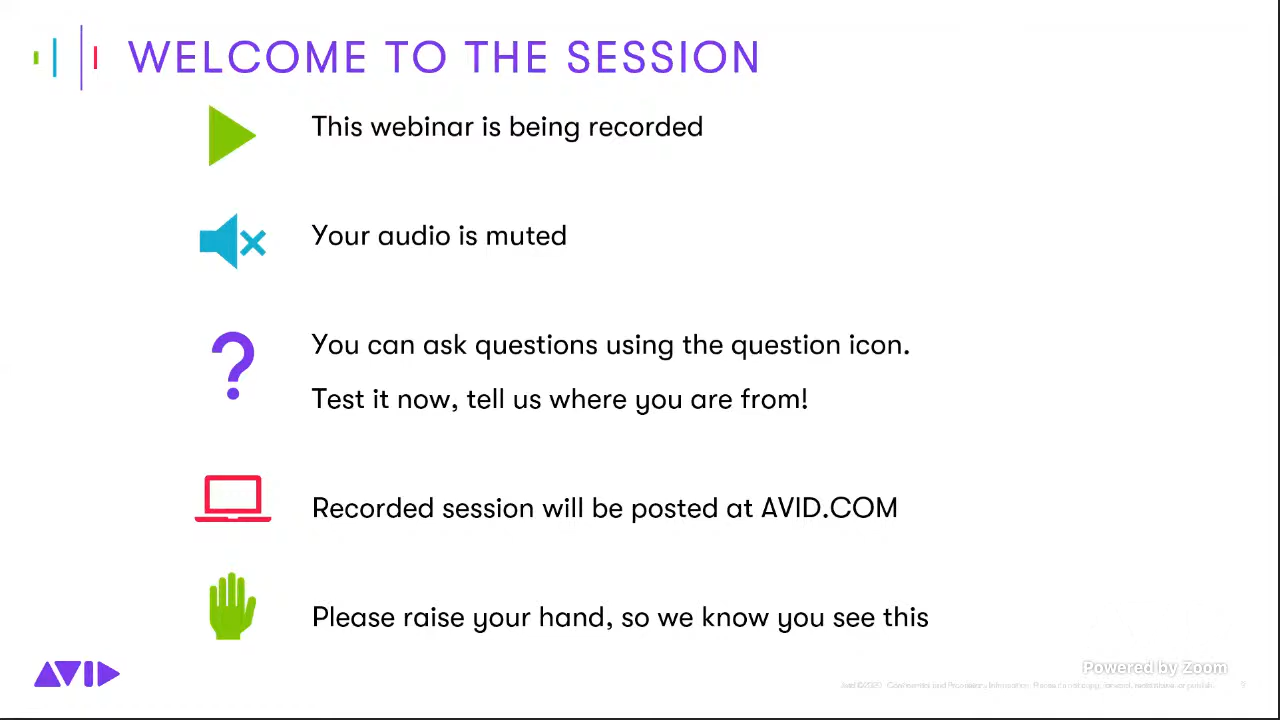 WELCOME TO THE SESSION
This webinar is being recorded
Your audio is muted
You can ask questions using the question icon.
Test it now, tell us where you are from!
Recorded session will be posted at AVID.COM
Please raise your hand, so we know you see this
AVID
Powered by Zoom